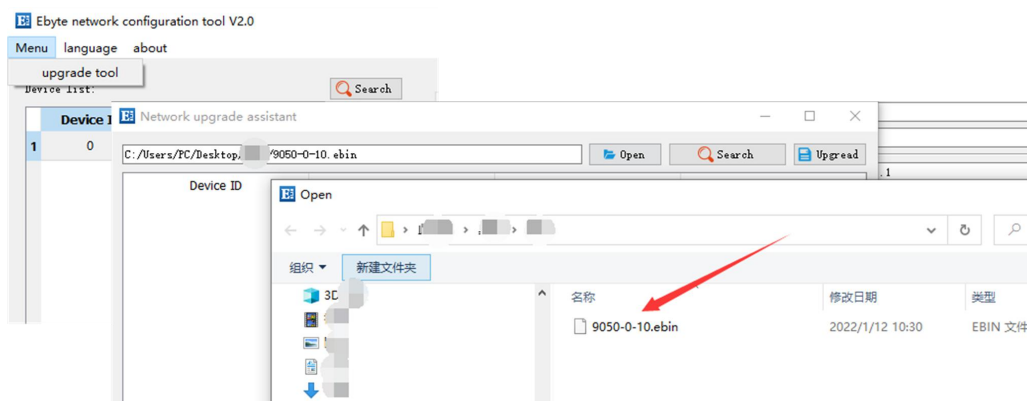 Ebyte network configuration tool V2.0
Menu language about
upgrade tool
Device list:
Search
Device I
1 0
Network upgrade assistant
C:/Users/PC/Desktop/ /9050-0-10.ebin
Open
Search
Upgread
.1
Device ID
Open
组织
新建文件夹
3D
名称
修改日期
类型
9050-0-10.ebin
2022/1/12 10:30
EBIN 文件